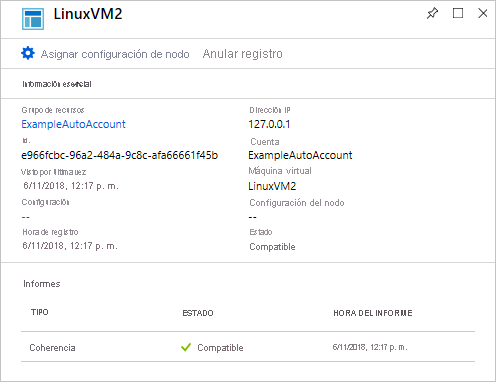 LinuxVM2
Asignar configuración de nodo Anular registro
Información esencial
Grupo de recursos
ExampleAutoAccount
Id.
e966fcbc-96a2-484a-9c8c-afa66661f45b
Visto por última vez
6/11/2018, 12:17 p. m.
Configuración
--
Hora de registro
6/11/2018, 12:17 p. m.
Dirección IP
127.0.0.1
Cuenta
ExampleAutoAccount
Máquina virtual
LinuxVM2
Configuración del nodo
--
Estado
Compatible
Informes
TIPO ESTADO HORA DEL INFORME
Coherencia Compatible 6/11/2018, 12:17 p. m.